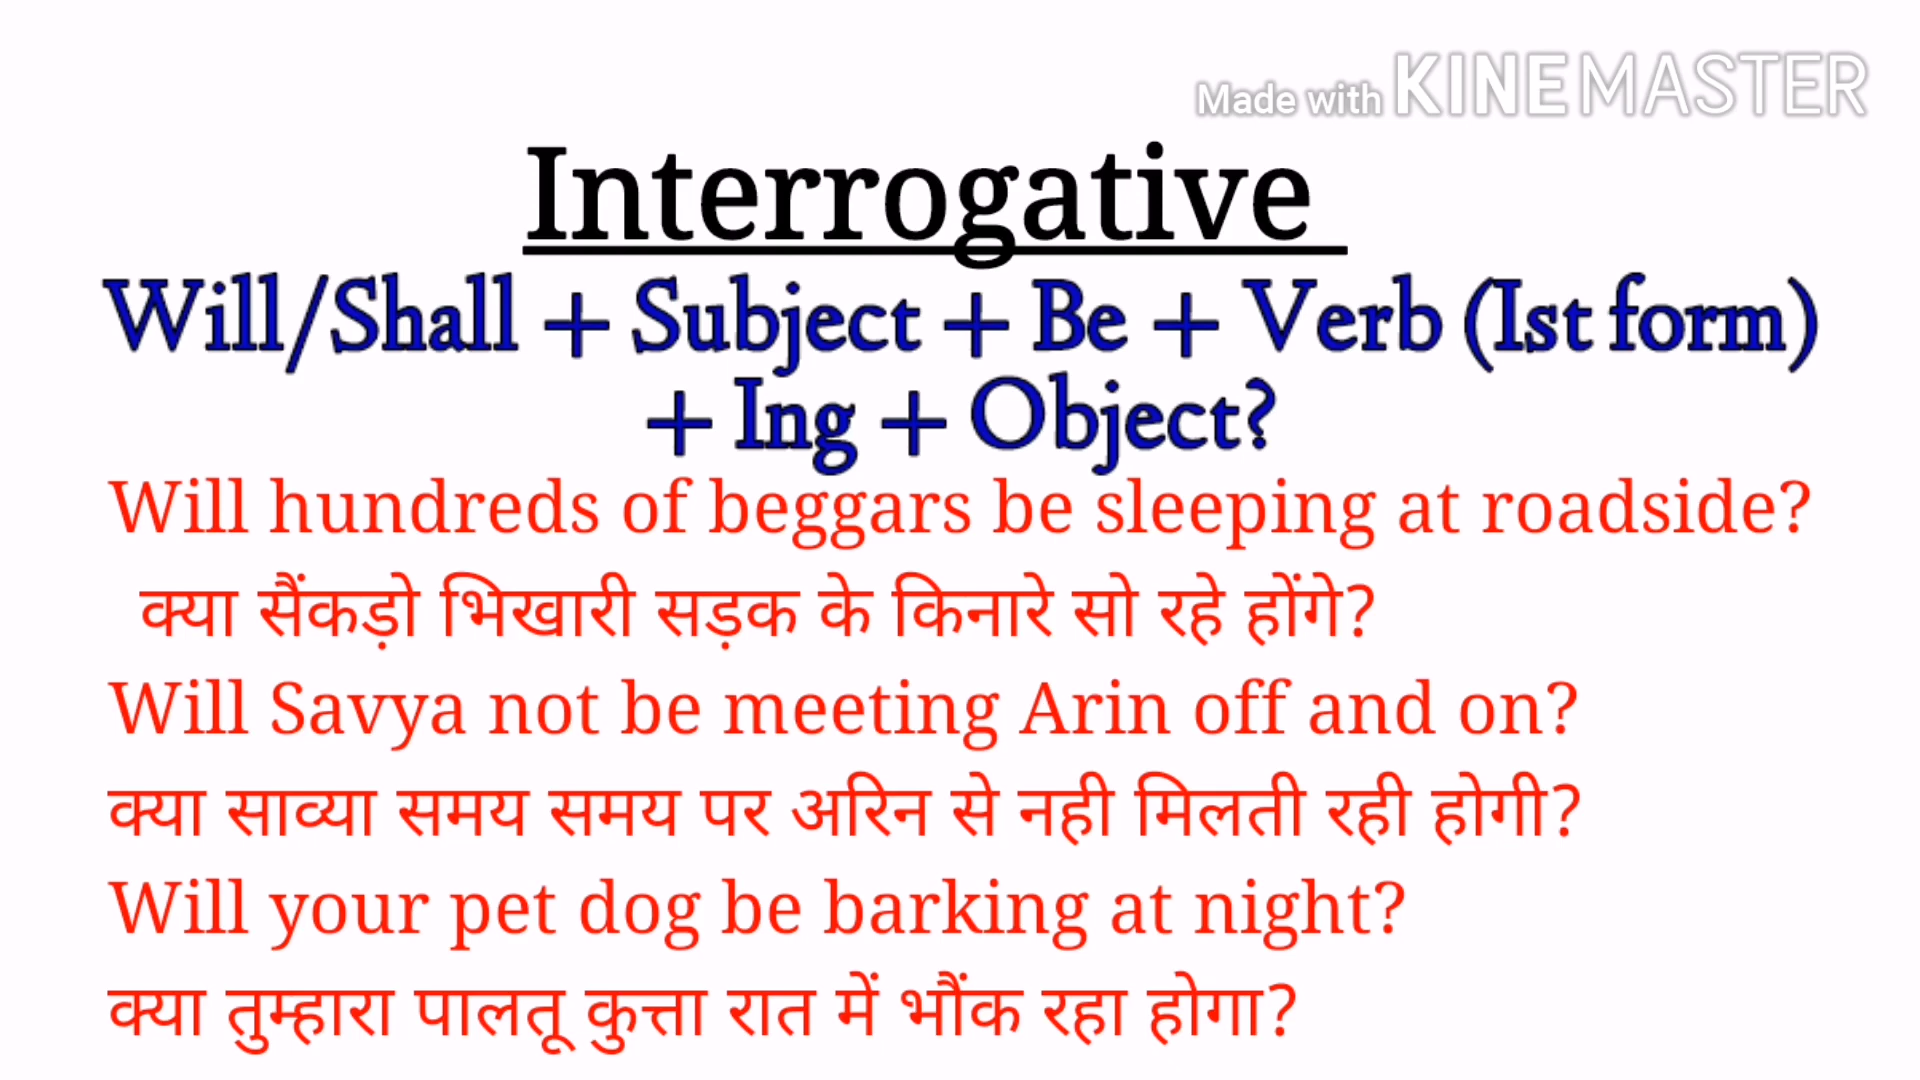 Made with KINEMASTER
Interrogative
Will/Shall + Subject + Be + Verb (Ist form)
+ Ing + Object?
Will hundreds of beggars be sleeping at roadside?
क्या सैंकड़ो भिखारी सड़क के किनारे सो रहे होंगे?
Will Savya not be meeting Arin off and on?
क्या साव्या समय समय पर अरिन से नही मिलती रही होगी?
Will your pet dog be barking at night?
क्या तुम्हारा पालतू कुत्ता रात में भौंक रहा होगा?